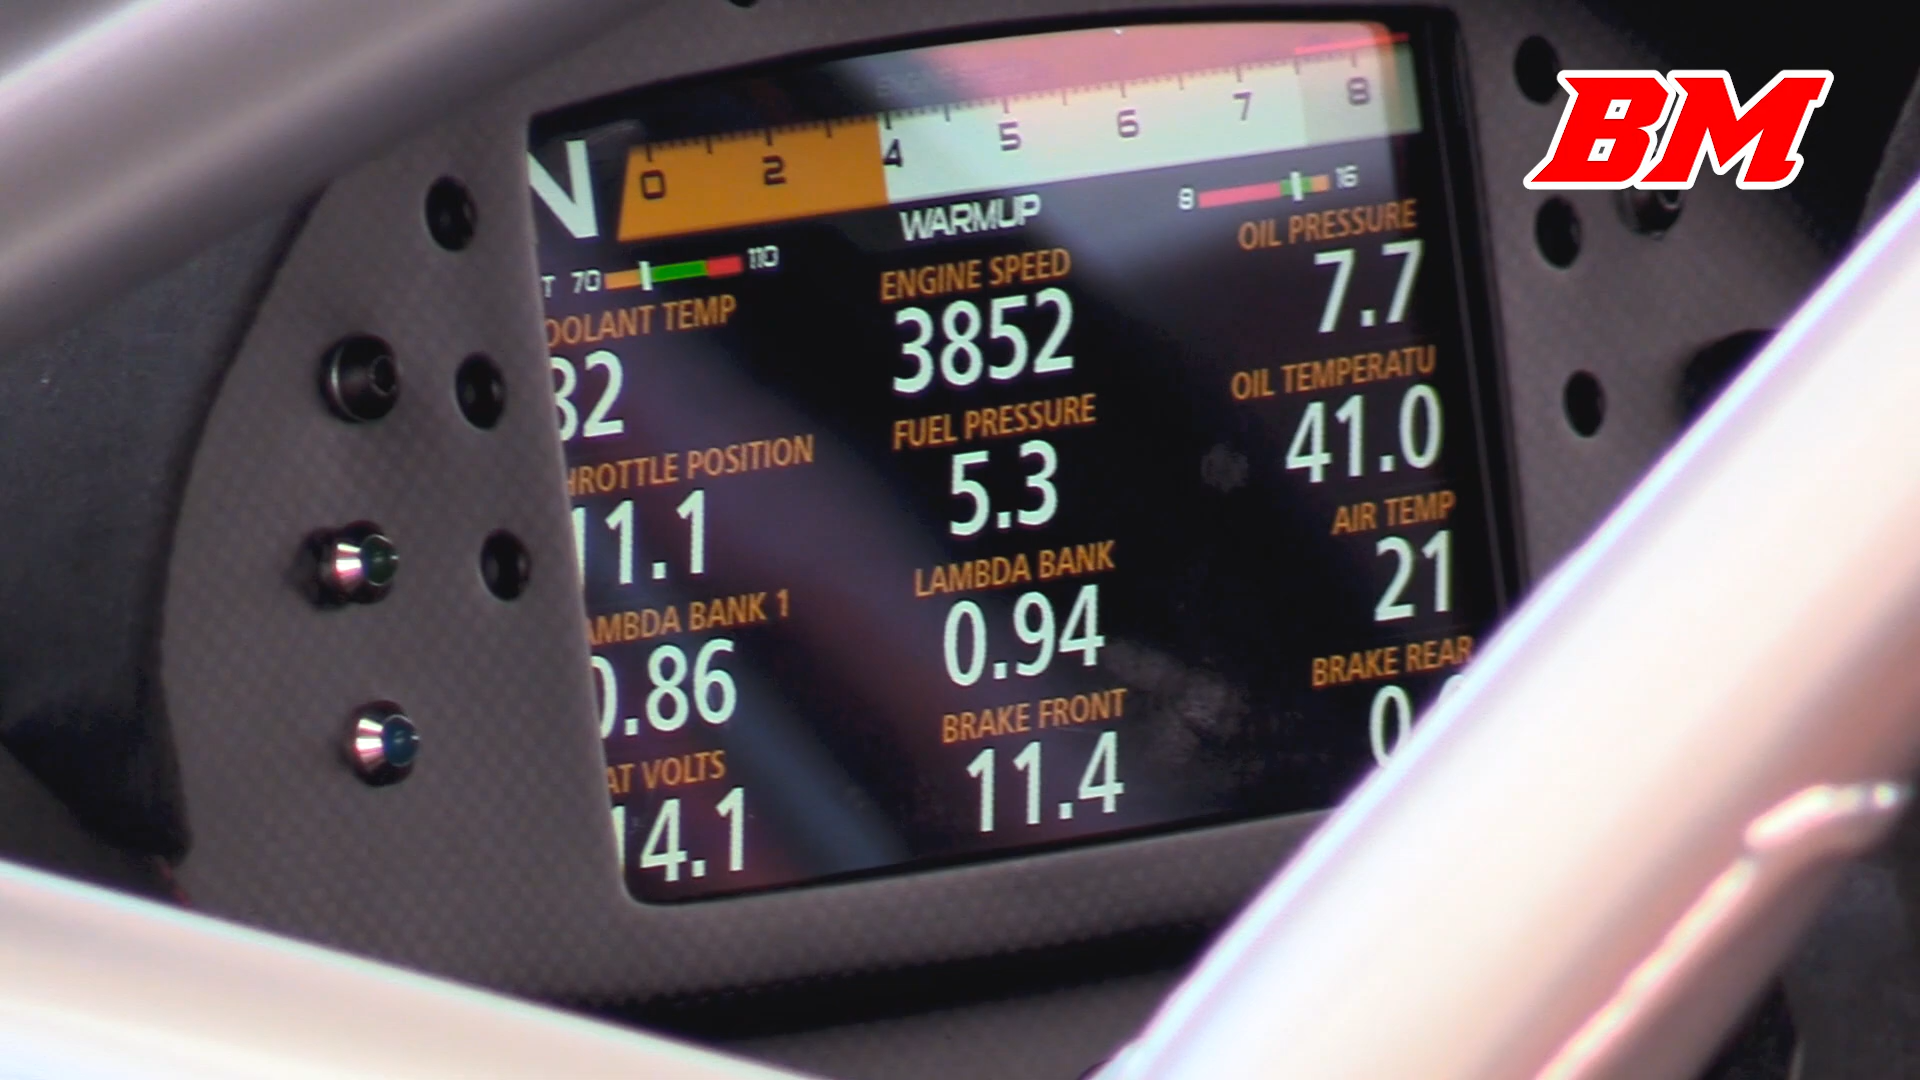 BM
N
0 2 4 5 6 7 8
WARMUP
8 16
T 70 110
OOLANT TEMP
32
ENGINE SPEED
3852
OIL PRESSURE
7.7
HROTTLE POSITION
11.1
FUEL PRESSURE
5.3
OIL TEMPERATU
41.0
AMBDA BANK 1
0.86
LAMBDA BANK
0.94
AIR TEMP
21
AT VOLTS
14.1
BRAKE FRONT
11.4
BRAKE REAR
0.